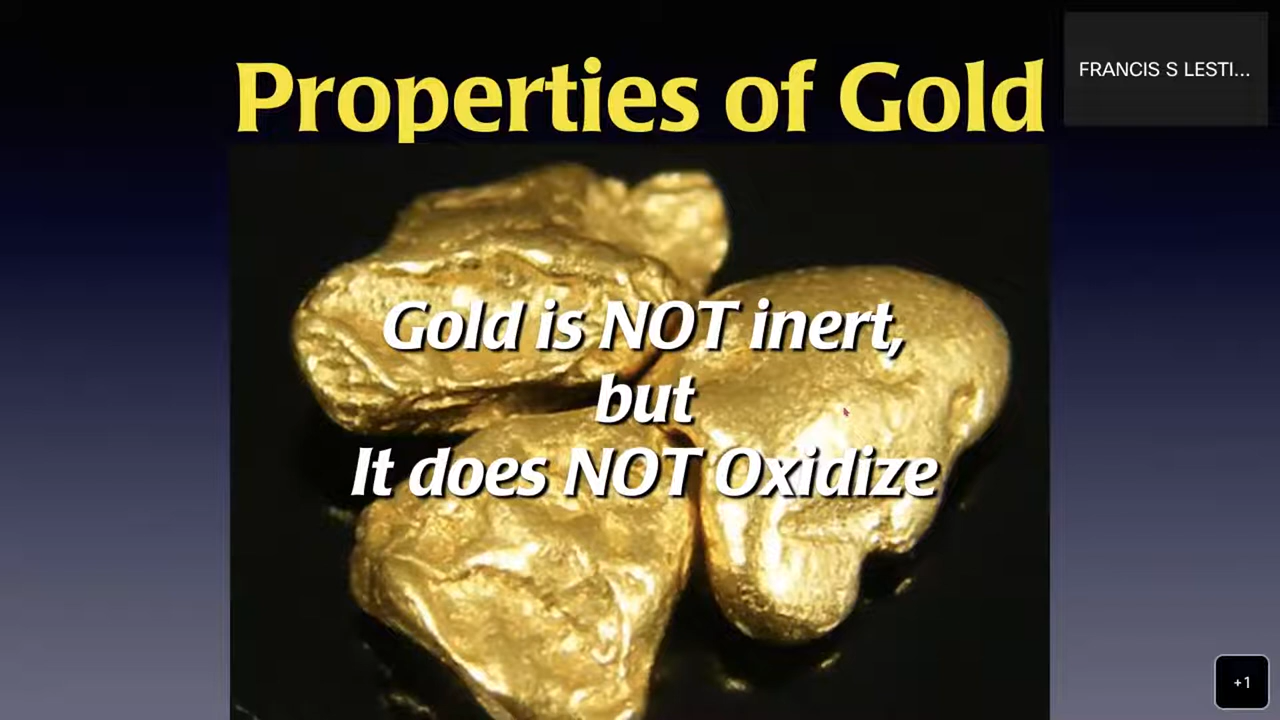 Properties of Gold
FRANCIS S LESTI...
Gold is NOT inert,
but
It does NOT Oxidize
+1